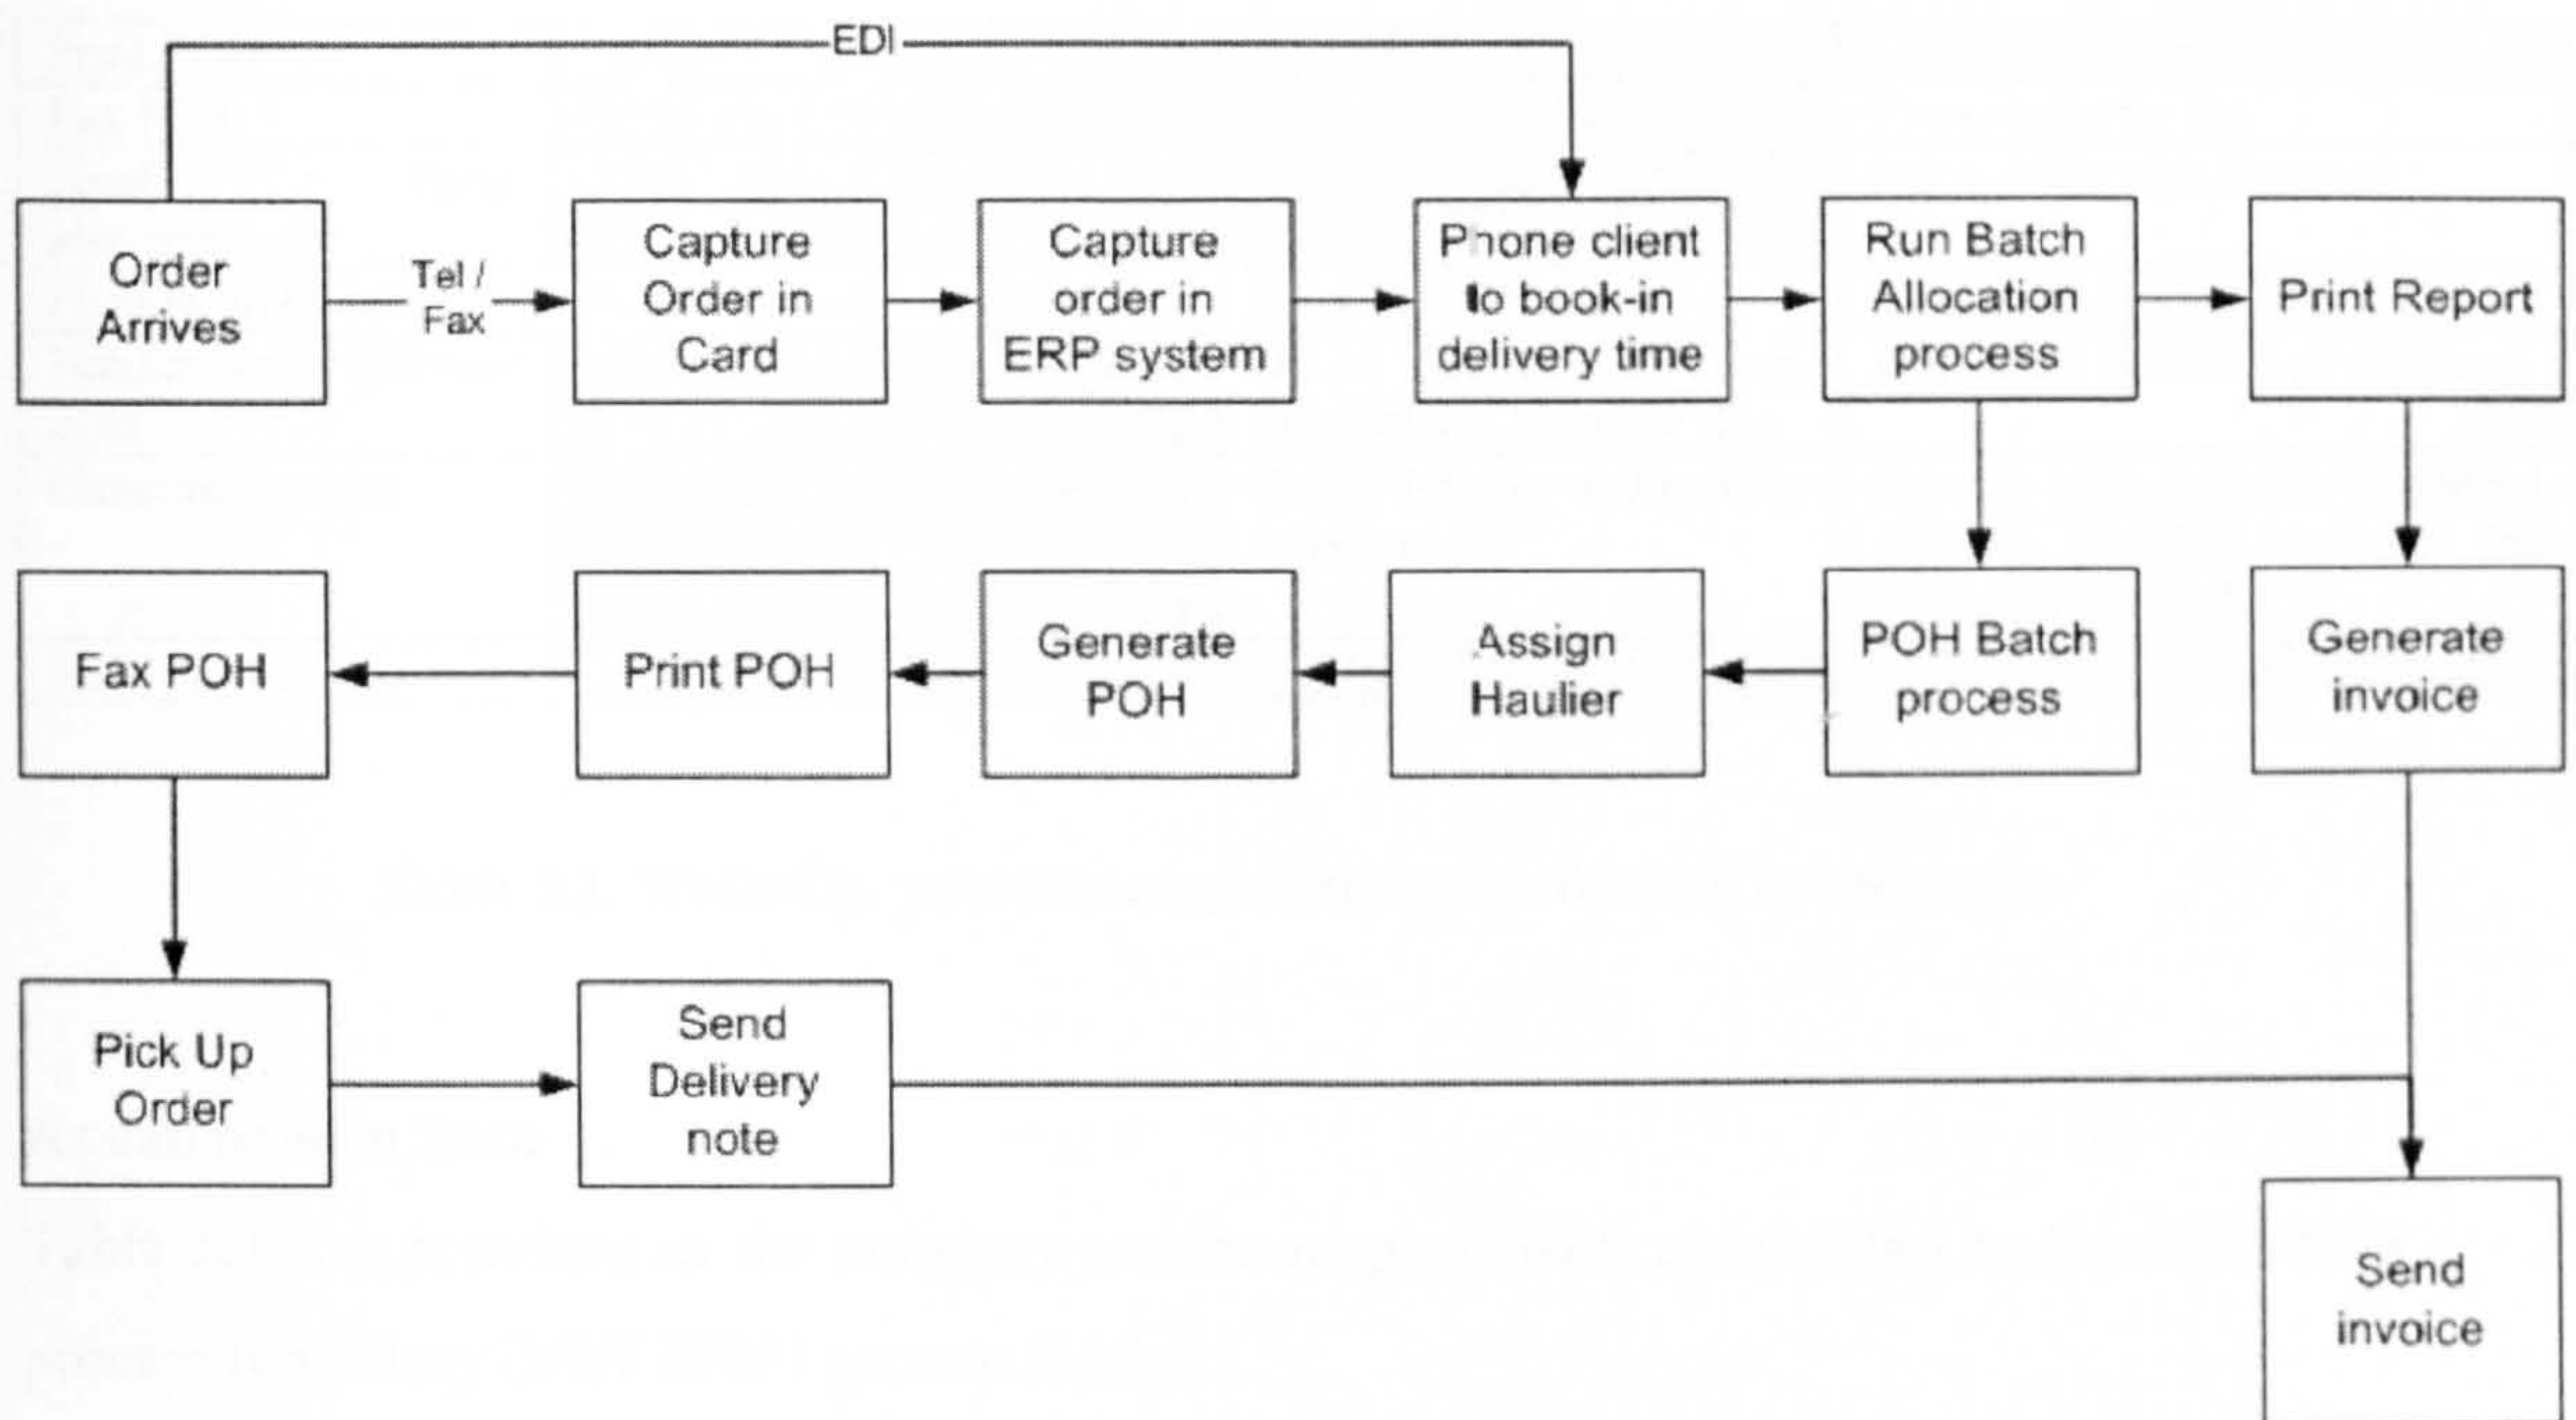 EDI
Order
Arrives
Tel /
Fax
Capture
Order in
Card
Capture
order in
ERP system
Phone client
to book-in
delivery time
Run Batch
Allocation
process
Print Report
Fax POH
Print POH
Generate
POH
Assign
Haulier
POH Batch
process
Generate
invoice
Pick Up
Order
Send
Delivery
note
Send
invoice